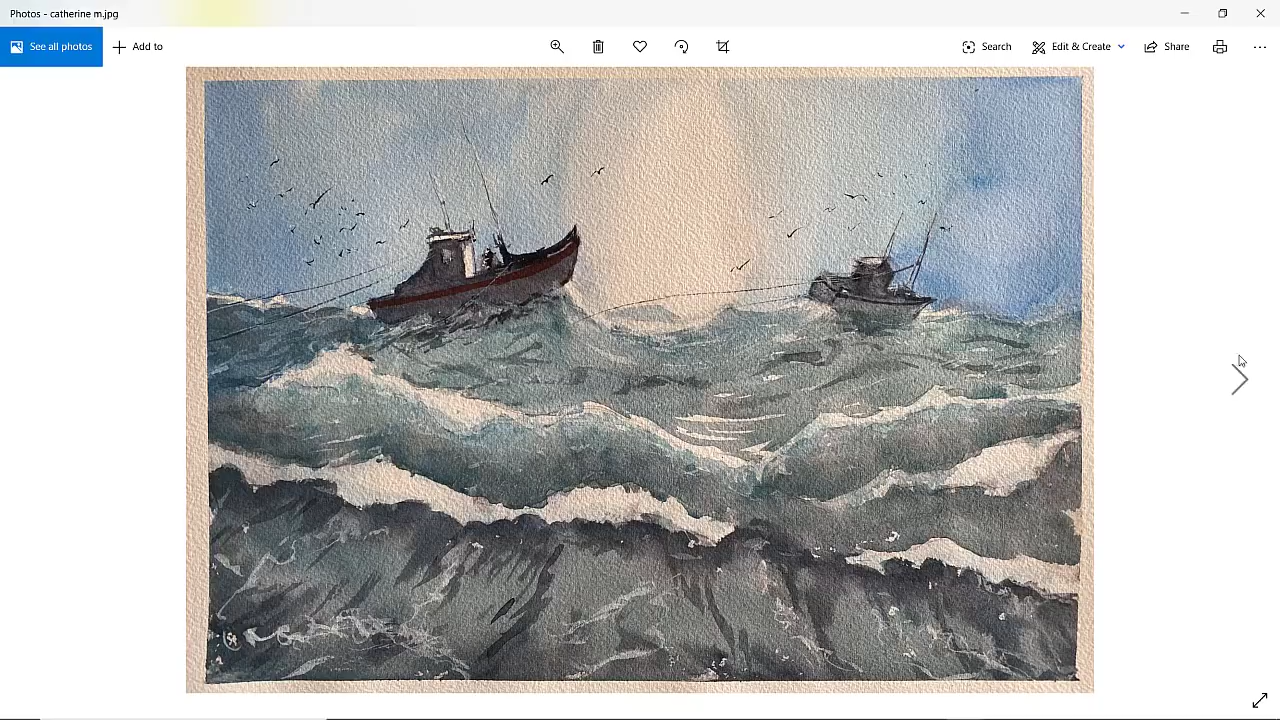 Photos - catherine m.jpg
See all photos
Add to
Search
Edit & Create
Share